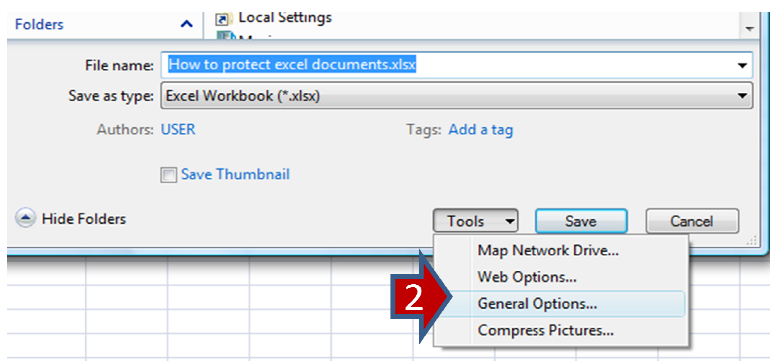 Folders
Local Settings
File name: How to protect excel documents.xlsx
Save as type: Excel Workbook (*.xlsx)
Authors: USER Tags: Add a tag
Save Thumbnail
Hide Folders Tools Save Cancel
Map Network Drive...
Web Options...
2 General Options...
Compress Pictures...